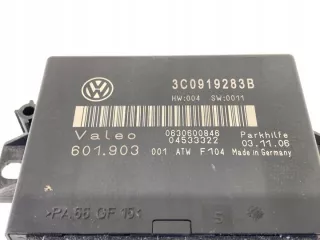 3C0919283B
HW:004 SW:0011
Valeo 0630600846 Parkhilfe
04533322 03.11.06
601.903 001 ATW F104 Made in Germany